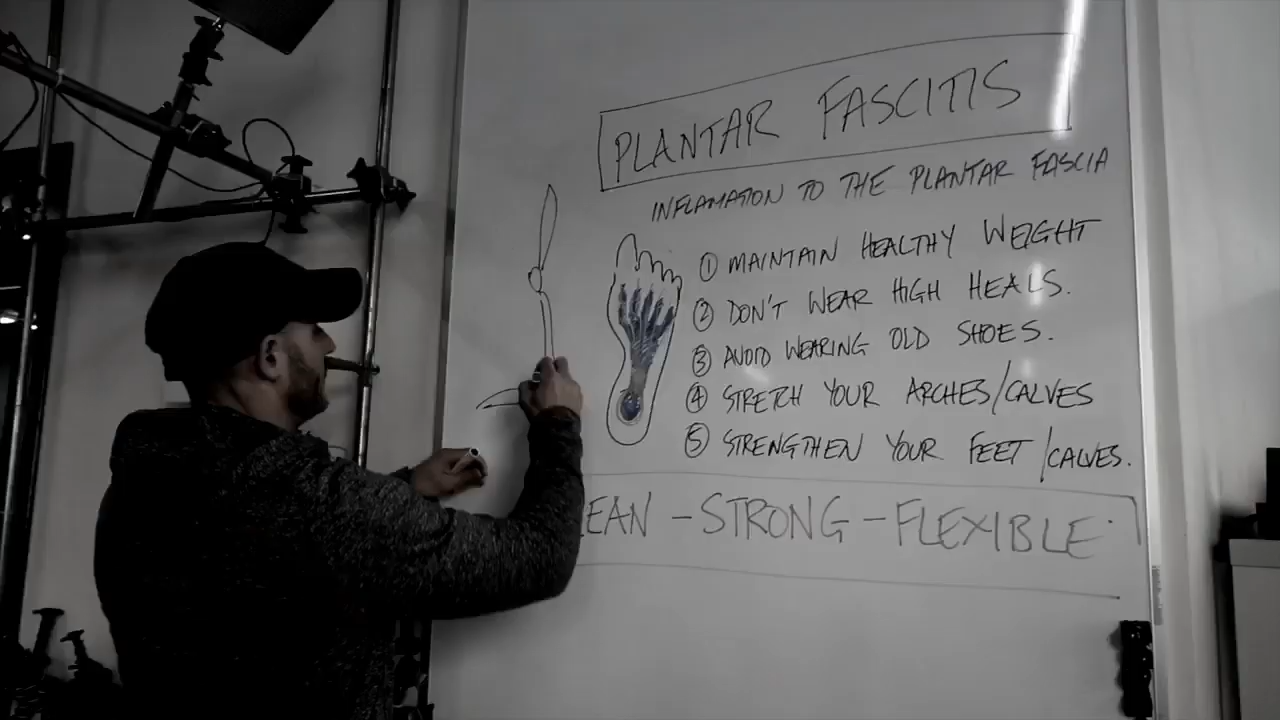 PLANTAR FASCITIS
INFLAMATION TO THE PLANTAR FASCIA
① MAINTAIN HEALTHY WEIGHT
② DON'T WEAR HIGH HEALS.
③ AVOID WEARING OLD SHOES.
④ STRETCH YOUR ARCHES/CALVES
⑤ STRENGTHEN YOUR FEET/CALVES.
EAN - STRONG - FLEXIBLE